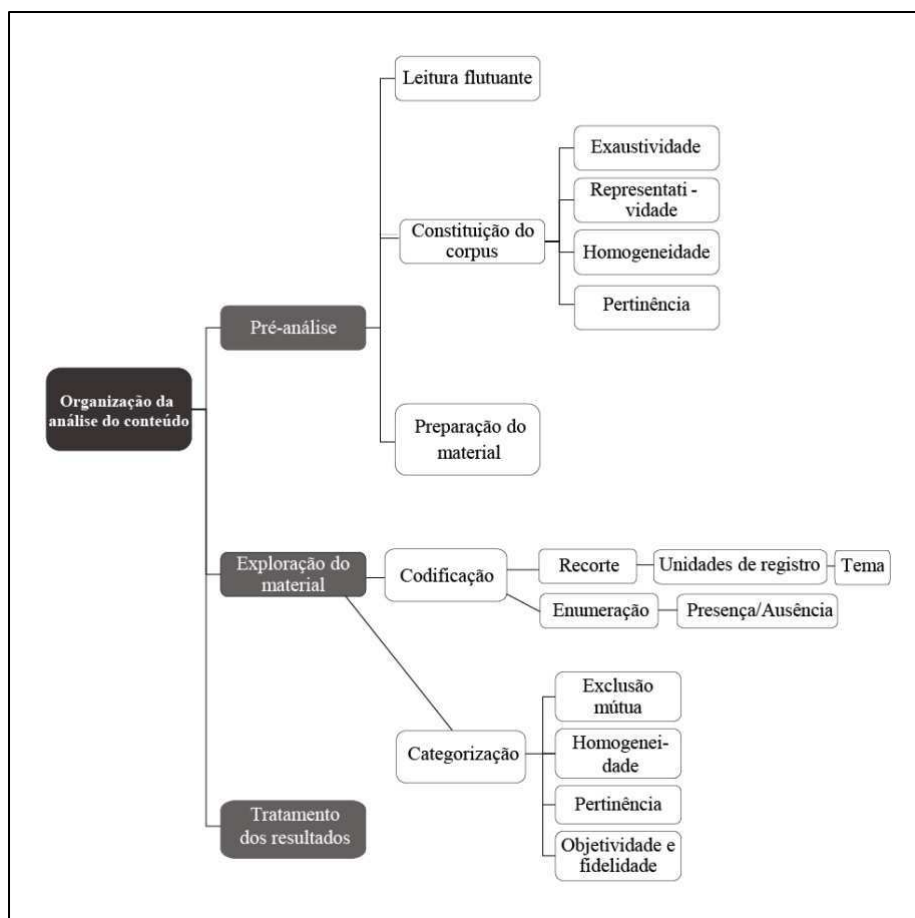 Leitura flutuante
Exaustividade
Representati -
vidade
Constituição do
corpus
Homogeneidade
Pertinência
Pré-análise
Organização da
análise do conteúdo
Preparação do
material
Exploração do
material
Codificação
Recorte
Unidades de registro
Tema
Enumeração
Presença/Ausência
Exclusão
mútua
Categorização
Homogenei-
dade
Pertinência
Objetividade e
fidelidade
Tratamento
dos resultados